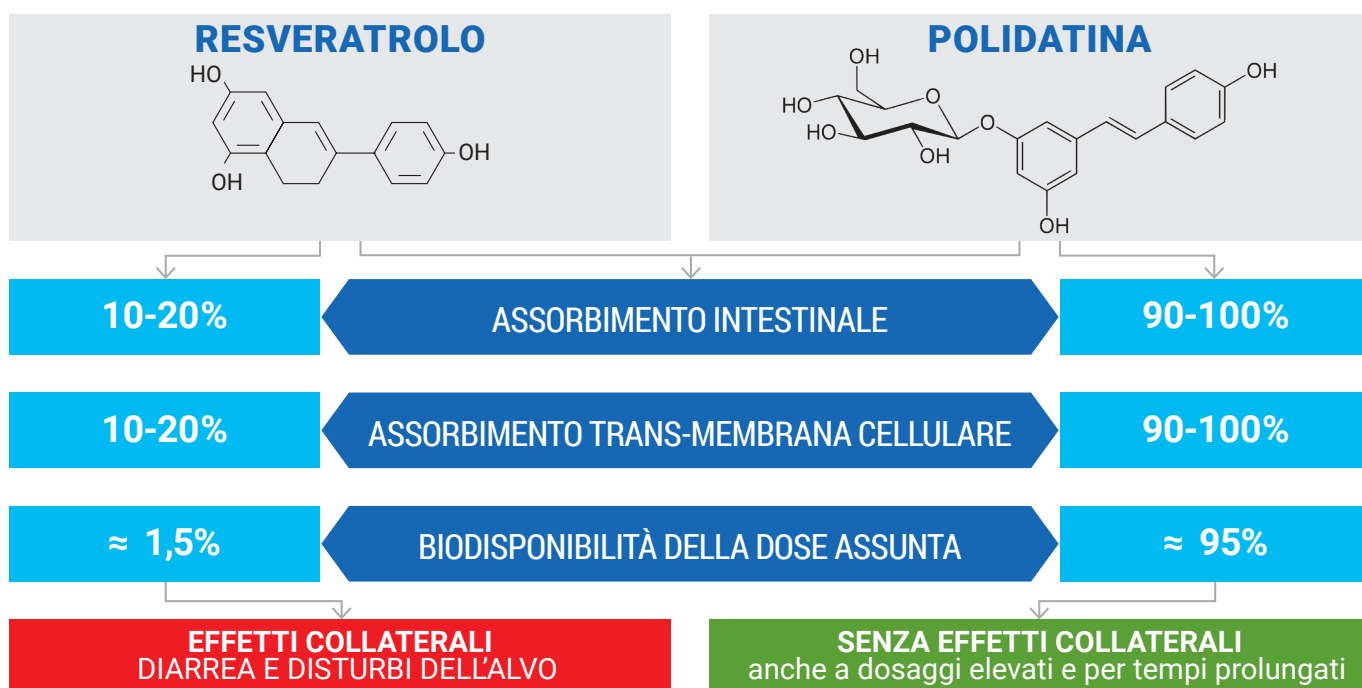 RESVERATROLO
HO
OH
OH
POLIDATINA
OH
HO
O
HO
OH
O
OH
OH
10-20%
ASSORBIMENTO INTESTINALE
90-100%
10-20%
ASSORBIMENTO TRANS-MEMBRANA CELLULARE
90-100%
≈ 1,5%
BIODISPONIBILITÀ DELLA DOSE ASSUNTA
≈ 95%
EFFETTI COLLATERALI
DIARREA E DISTURBI DELL'ALVO
SENZA EFFETTI COLLATERALI
anche a dosaggi elevati e per tempi prolungati